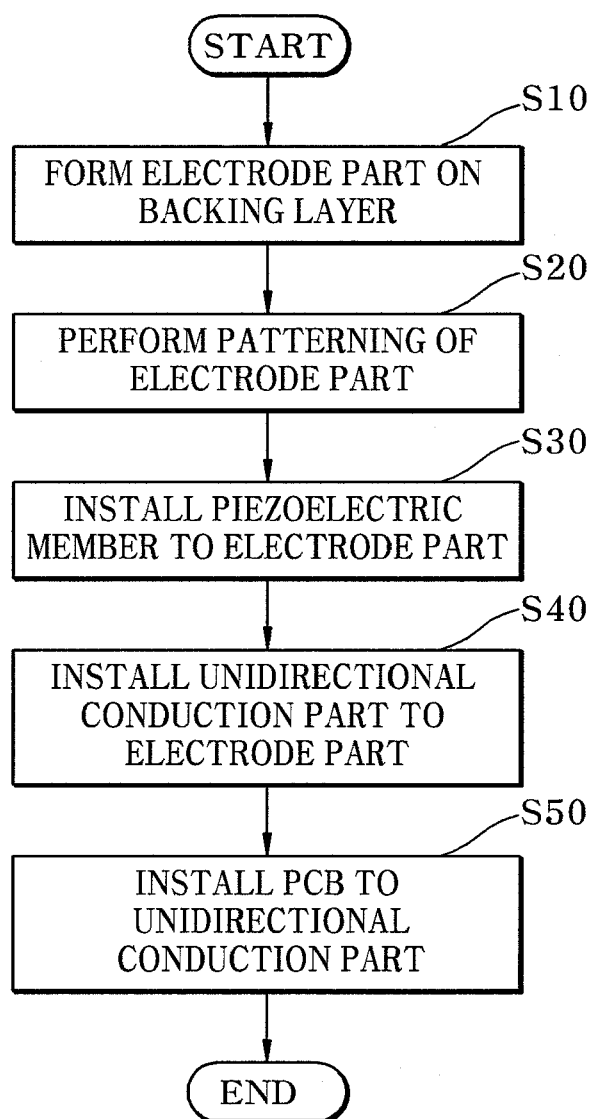 START
S10
FORM ELECTRODE PART ON
BACKING LAYER
S20
PERFORM PATTERNING OF
ELECTRODE PART
S30
INSTALL PIEZOELECTRIC
MEMBER TO ELECTRODE PART
S40
INSTALL UNIDIRECTIONAL
CONDUCTION PART TO
ELECTRODE PART
S50
INSTALL PCB TO
UNIDIRECTIONAL
CONDUCTION PART
END